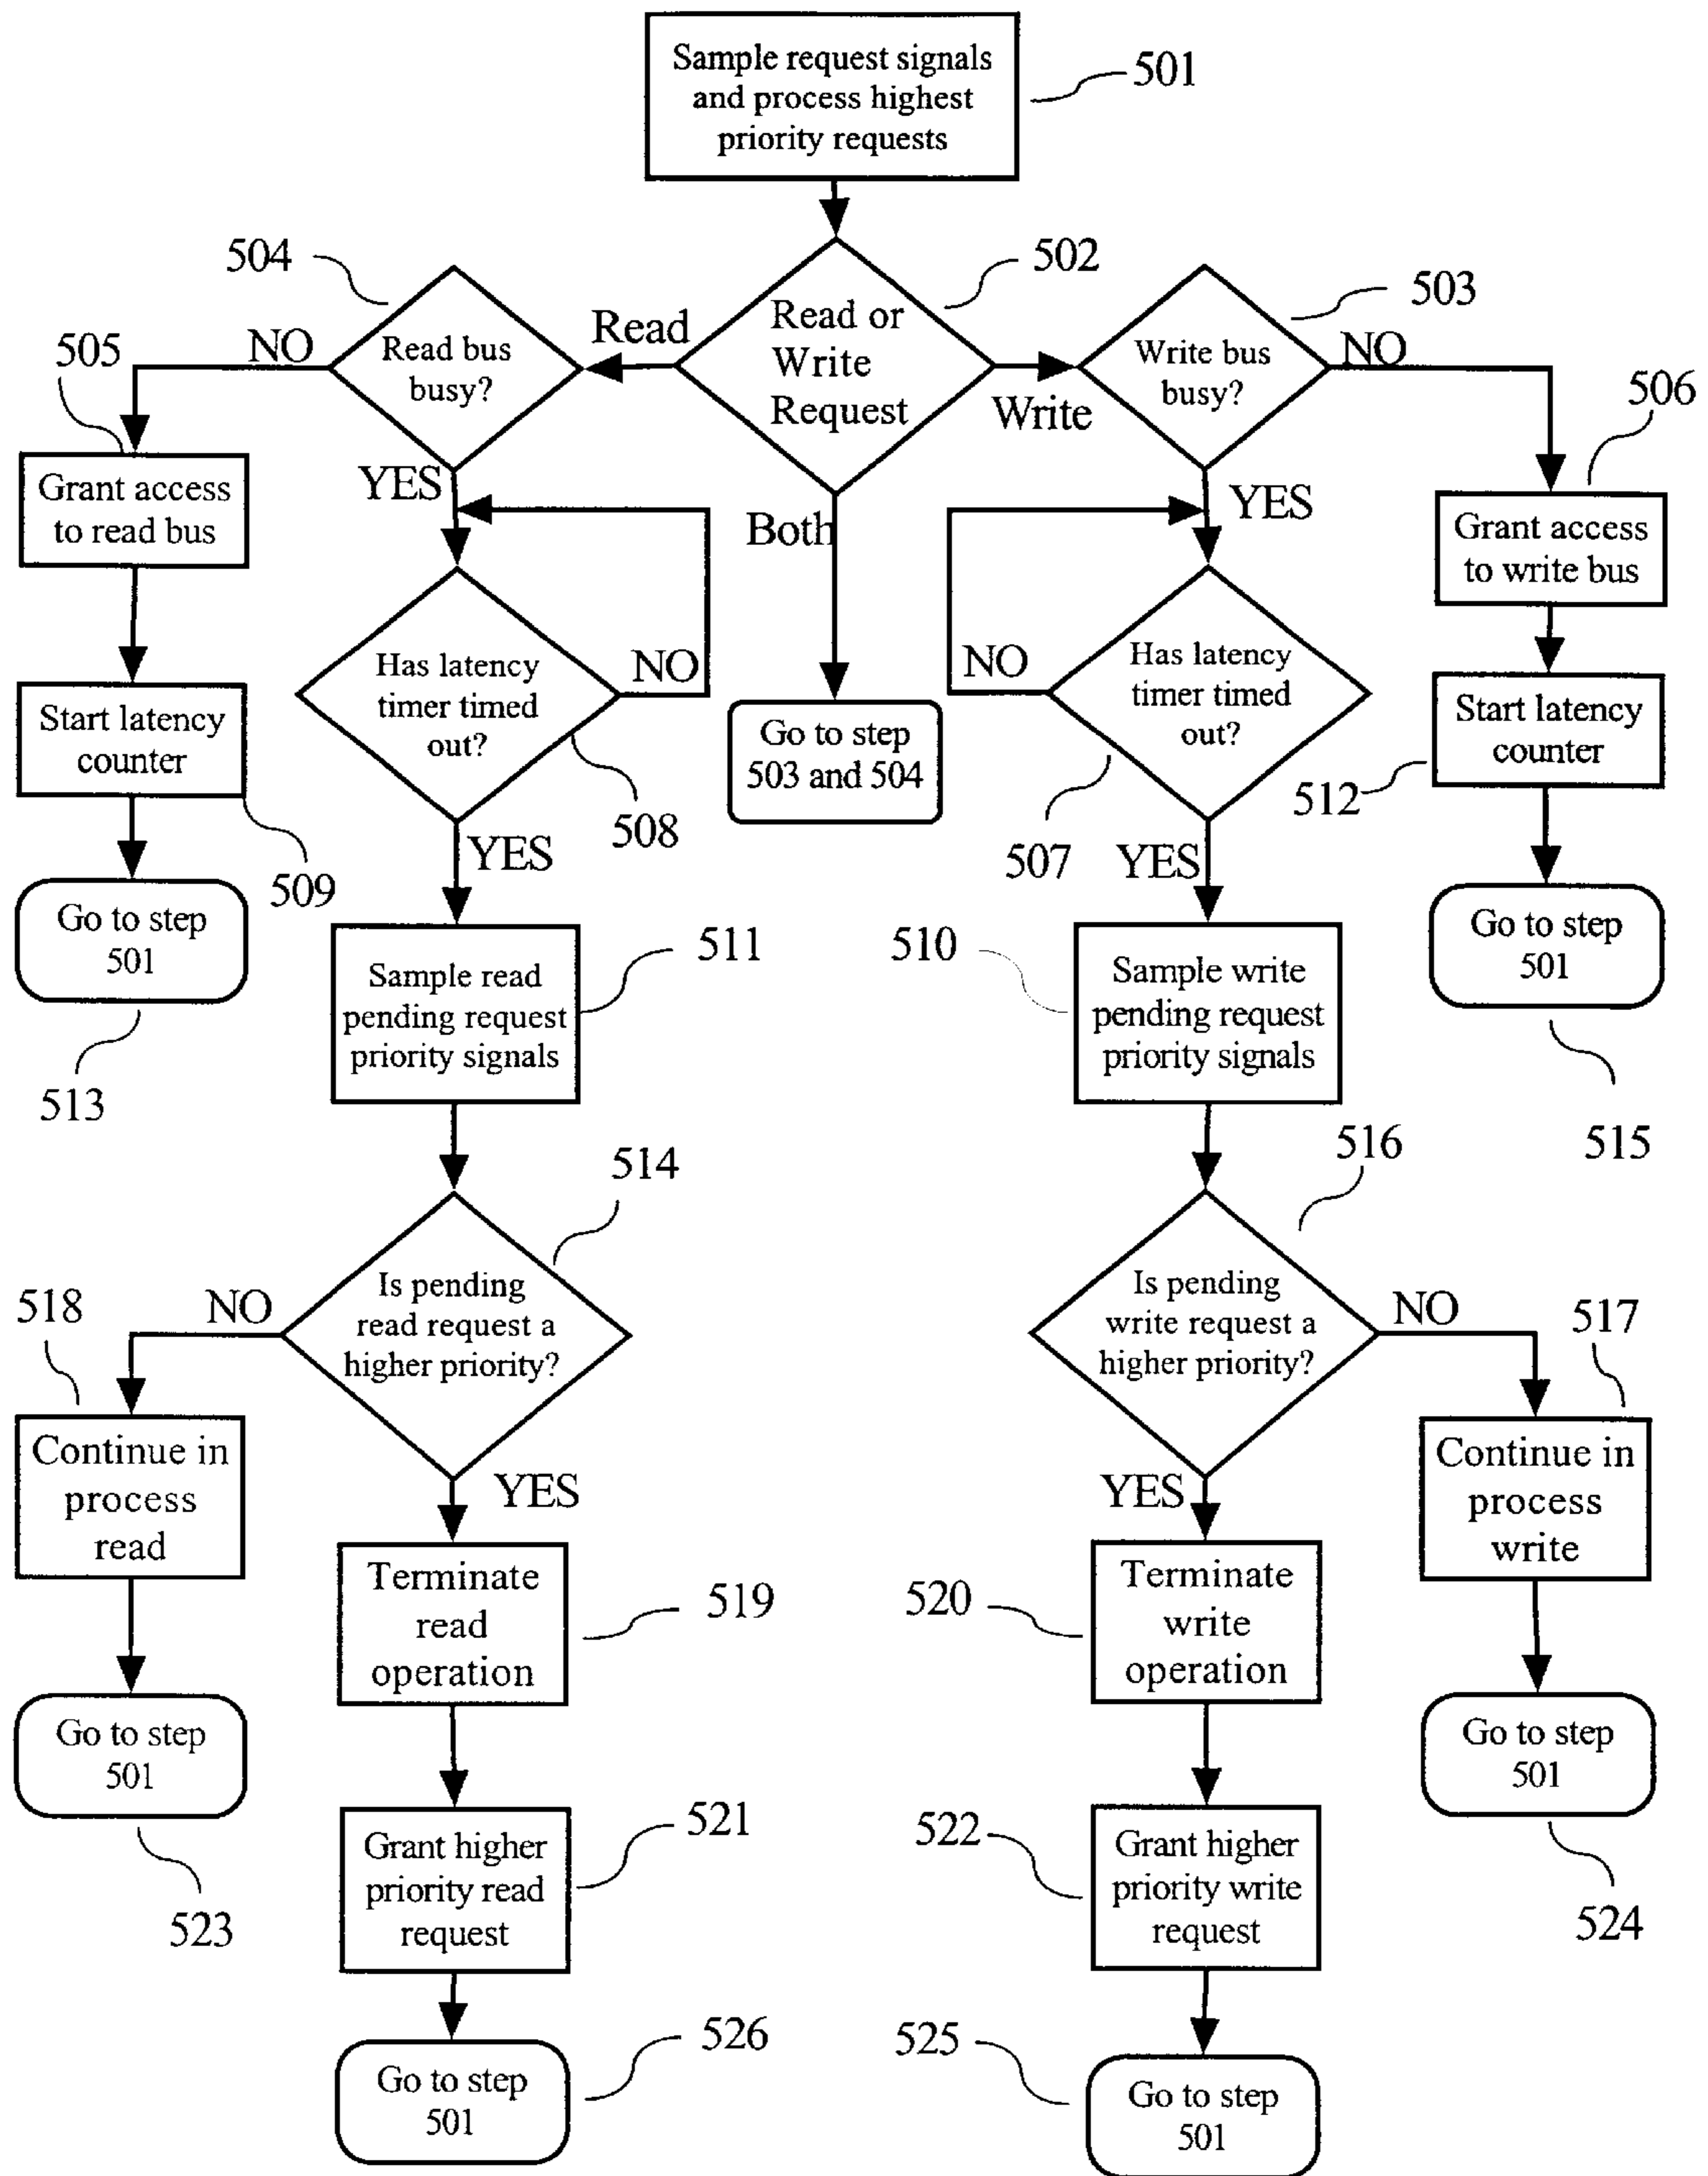 Sample request signals
and process highest
priority requests
501
504
502
503
Read bus
busy?
Read
Read or
Write
Request
Write
Write bus
busy?
NO
NO
505
506
YES
YES
Both
Grant access
to read bus
Grant access
to write bus
Has latency
timer timed
out?
NO
508
Go to step
503 and 504
Has latency
timer timed
out?
NO
507
Start latency
counter
509
Start latency
counter
512
YES
YES
Go to step
501
513
Sample read
pending request
priority signals
511
Sample write
pending request
priority signals
510
Go to step
501
515
514
516
Is pending
read request a
higher priority?
NO
518
Is pending
write request a
higher priority?
NO
517
YES
YES
Continue in
process
read
Terminate
read
operation
519
Terminate
write
operation
520
Continue in
process
write
Go to step
501
523
Grant higher
priority read
request
521
Grant higher
priority write
request
522
Go to step
501
524
Go to step
501
526
Go to step
501
525